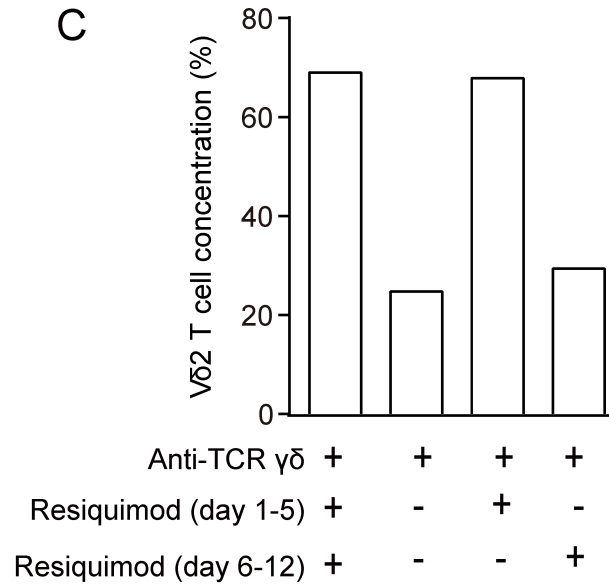 C
Vδ2 T cell concentration (%)
80
60
40
20
0
Anti-TCR γδ + + + +
Resiquimod (day 1-5) + - + -
Resiquimod (day 6-12) + - - +